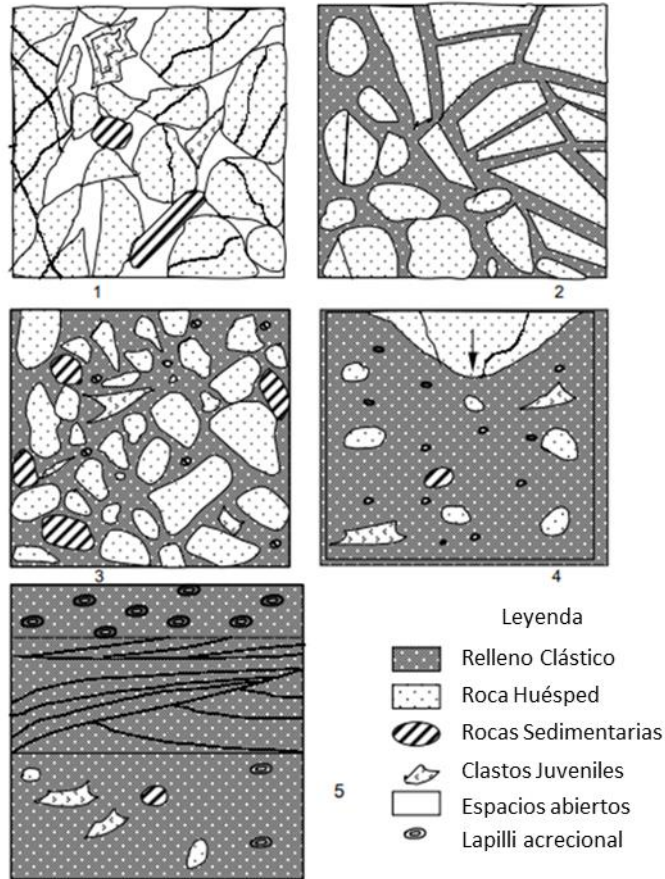 1
2
3
4
5
Leyenda
Relleno Clástico
Roca Huésped
Rocas Sedimentarias
Clastos Juveniles
Espacios abiertos
Lapilli acrecional